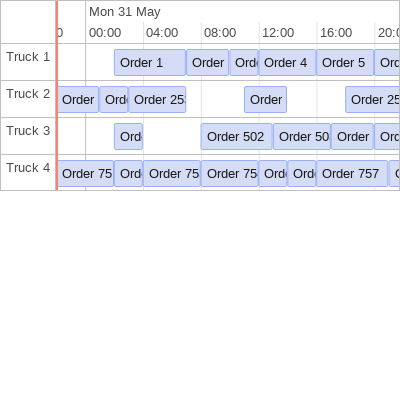 Mon 31 May
0 00:00 04:00 08:00 12:00 16:00 20:0
Truck 1 Order 1 Order Ord Order 4 Order 5 Ord
Truck 2 Order Ord Order 25 Order Order 25
Truck 3 Ord Order 502 Order 50 Order Ord
Truck 4 Order 75 Ord Order 75 Order 75 Ord Ord Order 757